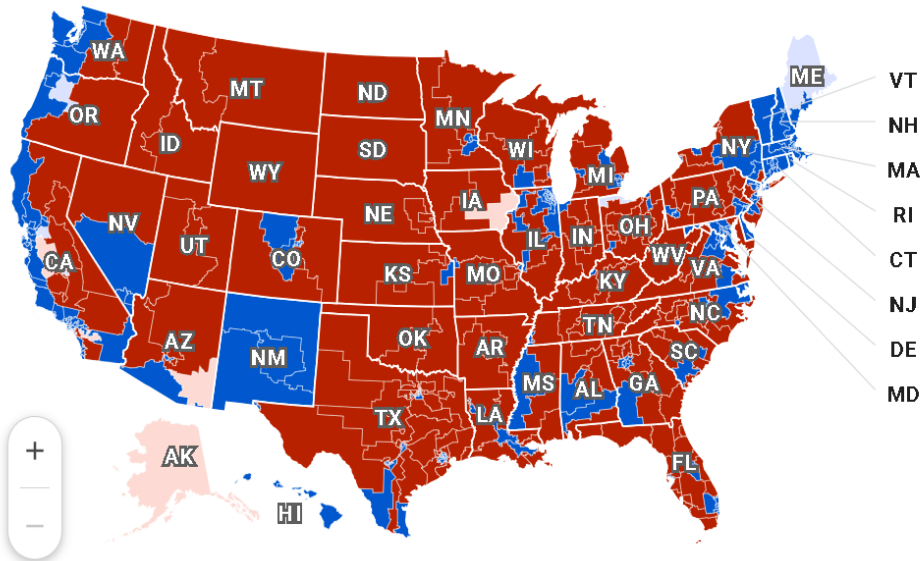 WA
MT
ND
MN
ME
VT
OR
ID
SD
WI
NY
NH
WY
MI
MA
IA
NE
PA
RI
NV
UT
CO
IL
IN
OH
CT
CA
KS
MO
WV
VA
NJ
KY
AZ
NM
OK
AR
TN
NC
DE
SC
MS
AL
GA
MD
TX
LA
FL
AK
HI
+
−